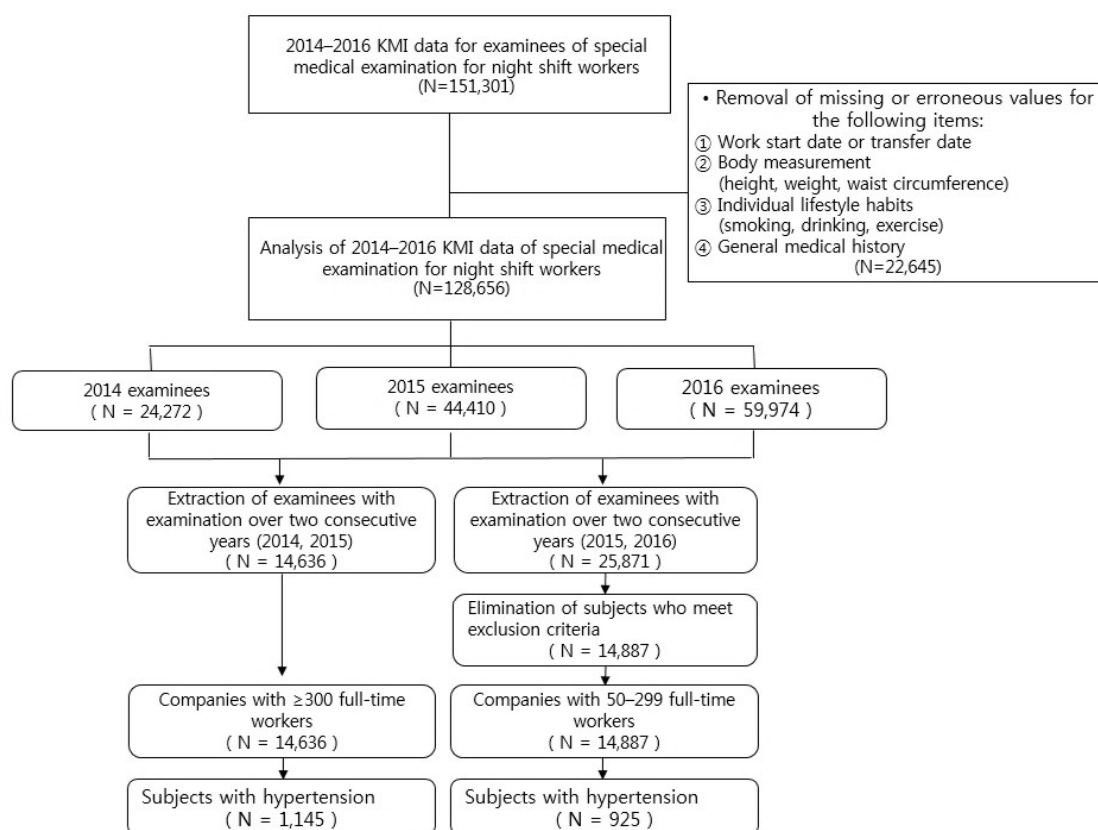 2014–2016 KMI data for examinees of special
medical examination for night shift workers
(N=151,301)
• Removal of missing or erroneous values for
the following items:
① Work start date or transfer date
② Body measurement
(height, weight, waist circumference)
③ Individual lifestyle habits
(smoking, drinking, exercise)
④ General medical history
(N=22,645)
Analysis of 2014–2016 KMI data of special medical
examination for night shift workers
(N=128,656)
2014 examinees
( N = 24,272 )
2015 examinees
( N = 44,410 )
2016 examinees
( N = 59,974 )
Extraction of examinees with
examination over two consecutive
years (2014, 2015)
( N = 14,636 )
Extraction of examinees with
examination over two consecutive
years (2015, 2016)
( N = 25,871 )
Elimination of subjects who meet
exclusion criteria
( N = 14,887 )
Companies with ≥300 full-time
workers
( N = 14,636 )
Companies with 50–299 full-time
workers
( N = 14,887 )
Subjects with hypertension
( N = 1,145 )
Subjects with hypertension
( N = 925 )